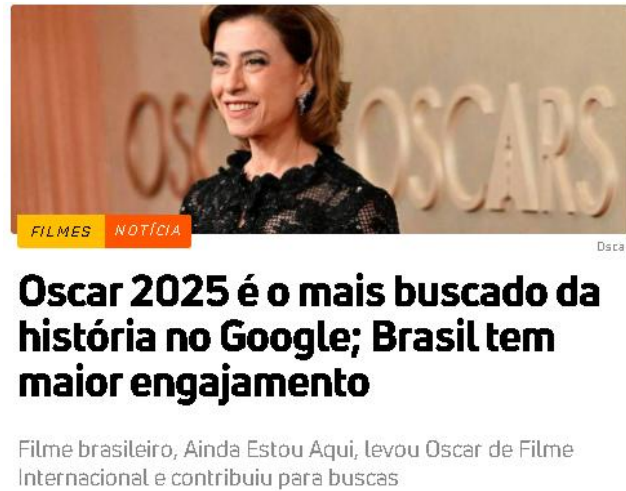 OSCARS
OSCARS
FILMES NOTÍCIA
Osca
Oscar 2025 é o mais buscado da
história no Google; Brasil tem
maior engajamento
Filme brasileiro, Ainda Estou Aqui, levou Oscar de Filme
Internacional e contribuiu para buscas